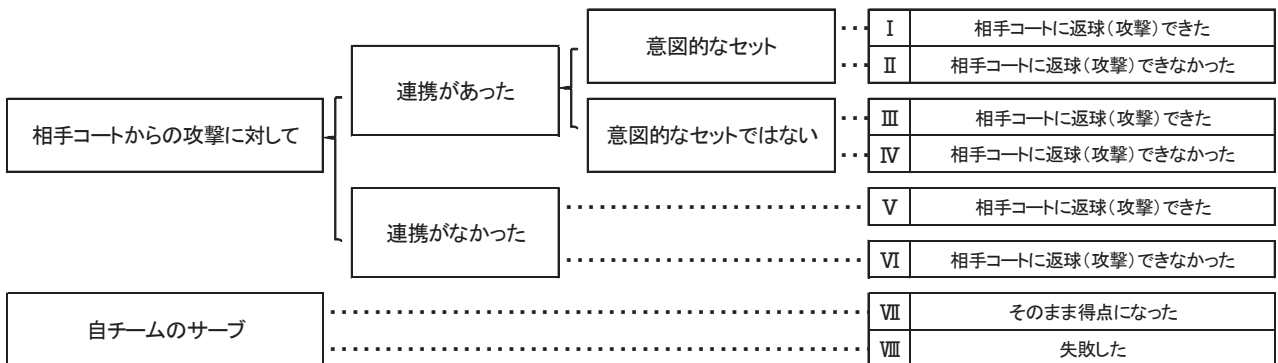 意図的なセット
Ⅰ 相手コートに返球(攻撃)できた
Ⅱ 相手コートに返球(攻撃)できなかった
連携があった
相手コートからの攻撃に対して
意図的なセットではない
Ⅲ 相手コートに返球(攻撃)できた
Ⅳ 相手コートに返球(攻撃)できなかった
連携がなかった
Ⅴ 相手コートに返球(攻撃)できた
Ⅵ 相手コートに返球(攻撃)できなかった
自チームのサーブ
Ⅶ そのまま得点になった
Ⅷ 失敗した